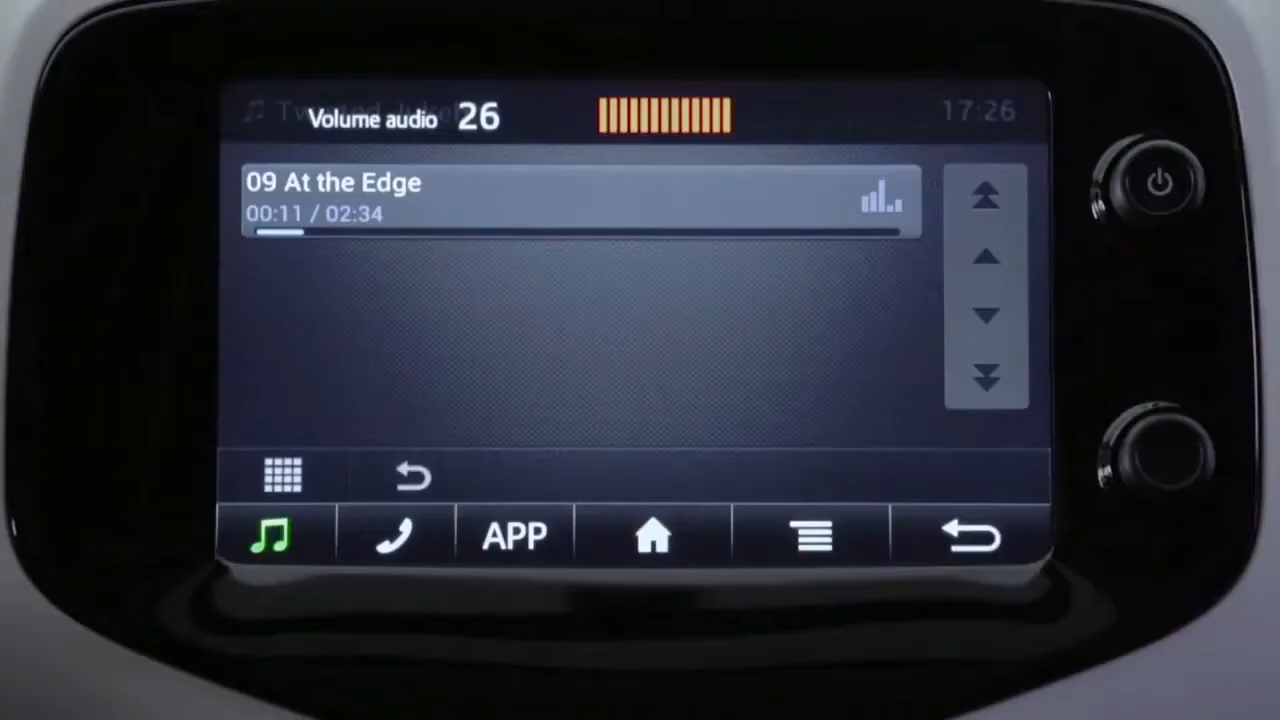 Volume audio 26
17:26
09 At the Edge
00:11 / 02:34
APP